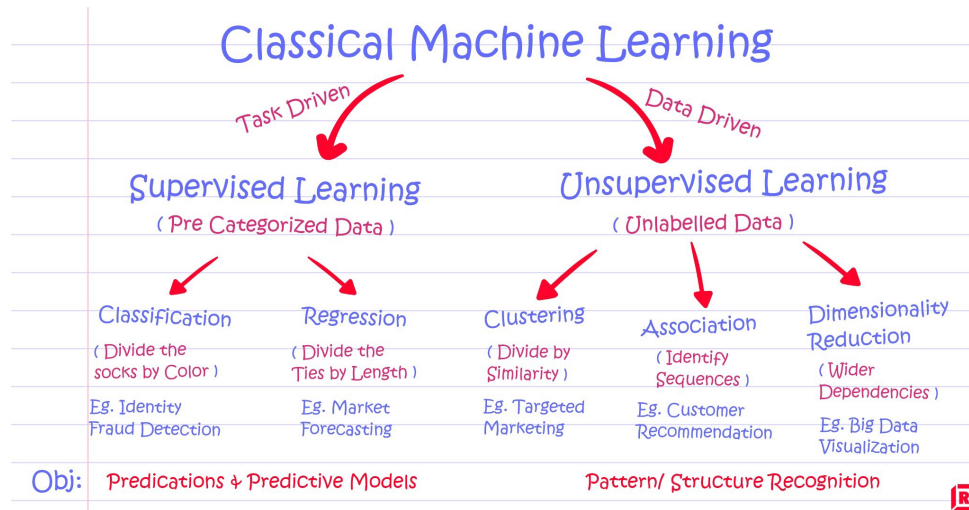 Classical Machine Learning
Task Driven
Data Driven
Supervised Learning
( Pre Categorized Data )
Unsupervised Learning
( Unlabelled Data )
Classification
( Divide the
socks by Color )
Eg. Identity
Fraud Detection
Regression
( Divide the
Ties by Length )
Eg. Market
Forecasting
Clustering
( Divide by
Similarity )
Eg. Targeted
Marketing
Association
( Identify
Sequences )
Eg. Customer
Recommendation
Dimensionality
Reduction
( Wider
Dependencies )
Eg. Big Data
Visualization
Obj: Predications & Predictive Models
Pattern/ Structure Recognition
R